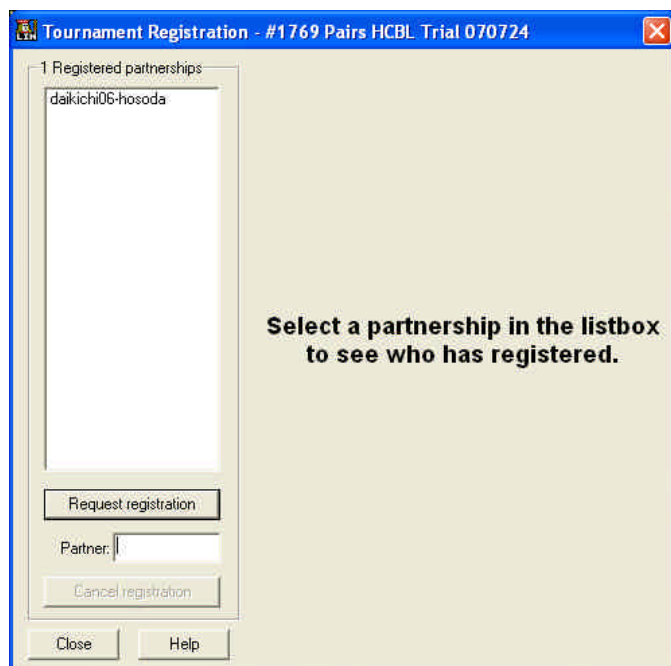 Tournament Registration - #1769 Pairs HCBL Trial 070724
1 Registered partnerships
daikichi06-hosoda
Select a partnership in the listbox
to see who has registered.
Request registration
Partner:
Cancel registration
Close
Help